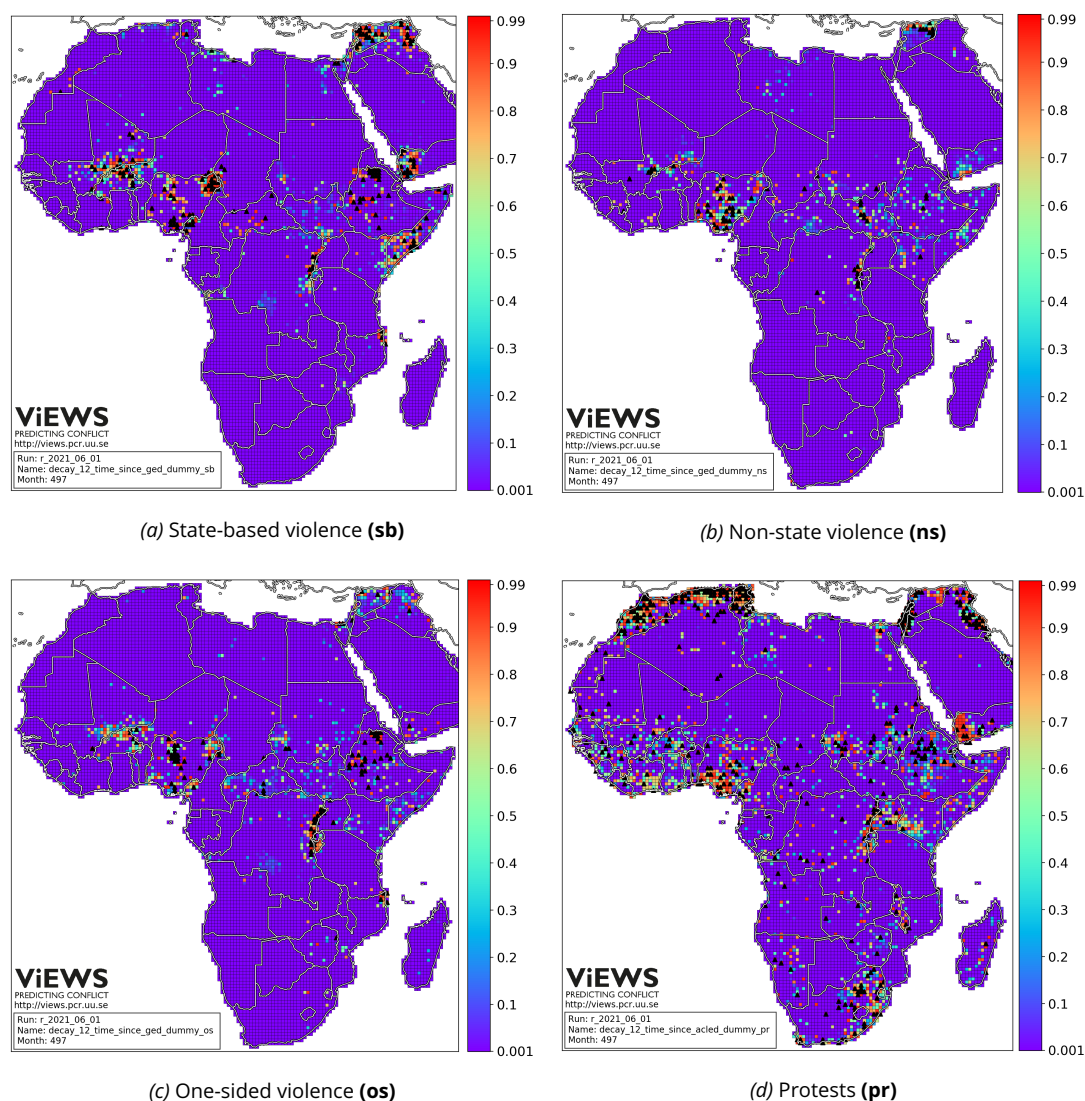 0.99
0.9
0.8
0.7
0.6
0.5
0.4
0.3
0.2
0.1
0.001
ViEWS
PREDICTING CONFLICT
http://views.pcr.uu.se
Run: r_2021_06_01
Name: decay_12_time_since_ged_dummy_sb
Month: 497
(a) State-based violence (sb)
0.99
0.9
0.8
0.7
0.6
0.5
0.4
0.3
0.2
0.1
0.001
ViEWS
PREDICTING CONFLICT
http://views.pcr.uu.se
Run: r_2021_06_01
Name: decay_12_time_since_ged_dummy_ns
Month: 497
(b) Non-state violence (ns)
0.99
0.9
0.8
0.7
0.6
0.5
0.4
0.3
0.2
0.1
0.001
ViEWS
PREDICTING CONFLICT
http://views.pcr.uu.se
Run: r_2021_06_01
Name: decay_12_time_since_ged_dummy_os
Month: 497
(c) One-sided violence (os)
0.99
0.9
0.8
0.7
0.6
0.5
0.4
0.3
0.2
0.1
0.001
ViEWS
PREDICTING CONFLICT
http://views.pcr.uu.se
Run: r_2021_06_01
Name: decay_12_time_since_acled_dummy_pr
Month: 497
(d) Protests (pr)